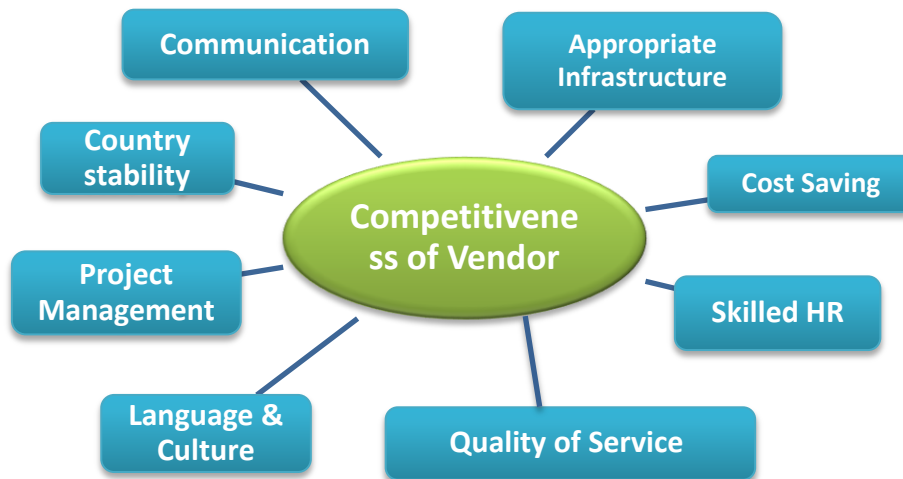 Communication
Appropriate
Infrastructure
Country
stability
Cost Saving
Competitivene
ss of Vendor
Project
Management
Skilled HR
Language &
Culture
Quality of Service